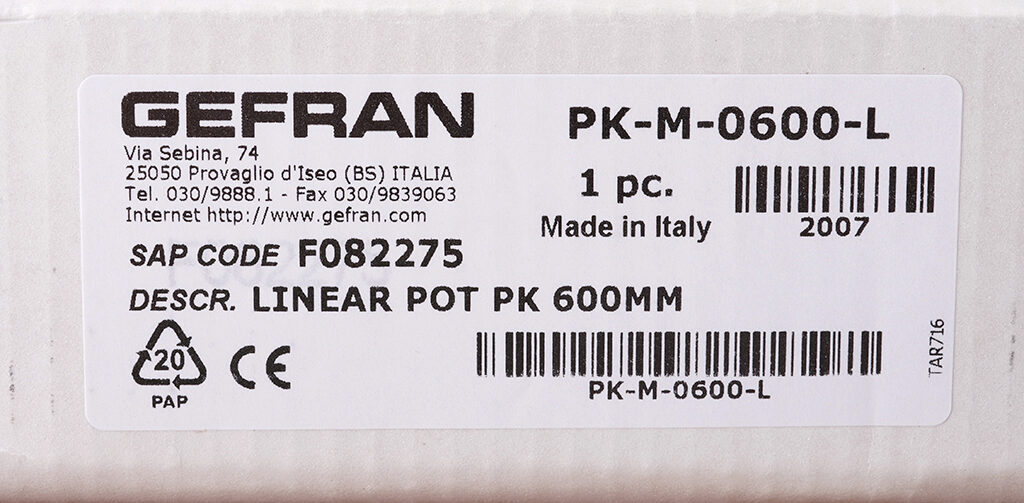 GEFRAN
Via Sebina, 74
25050 Provaglio d'Iseo (BS) ITALIA
Tel. 030/9888.1 - Fax 030/9839063
Internet http://www.gefran.com
PK-M-0600-L
1 pc.
Made in Italy
2007
SAP CODE F082275
DESCR. LINEAR POT PK 600MM
20
PAP
CE
PK-M-0600-L
TAR716